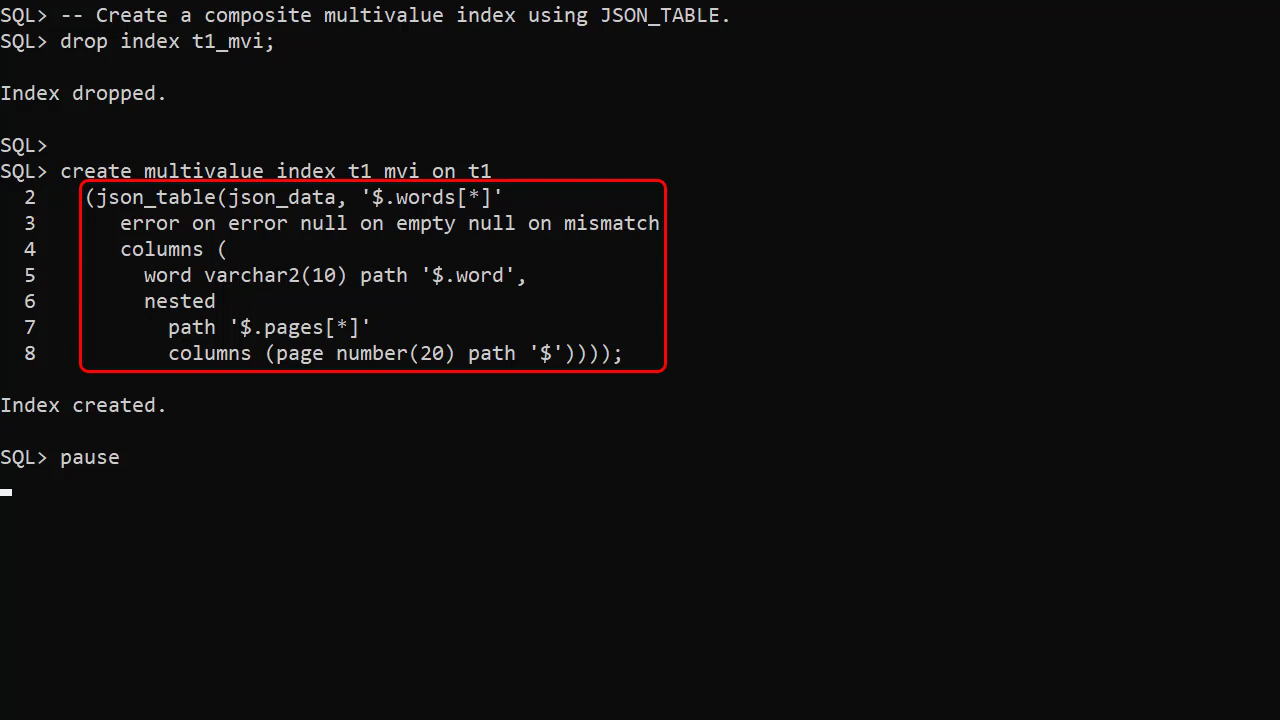 SQL> -- Create a composite multivalue index using JSON_TABLE.
SQL> drop index t1_mvi;
Index dropped.
SQL>
SQL> create multivalue index t1_mvi on t1
2 (json_table(json_data, '$.words[*]'
3 error on error null on empty null on mismatch
4 columns (
5 word varchar2(10) path '$.word',
6 nested
7 path '$.pages[*]'
8 columns (page number(20) path '$'))));
Index created.
SQL> pause